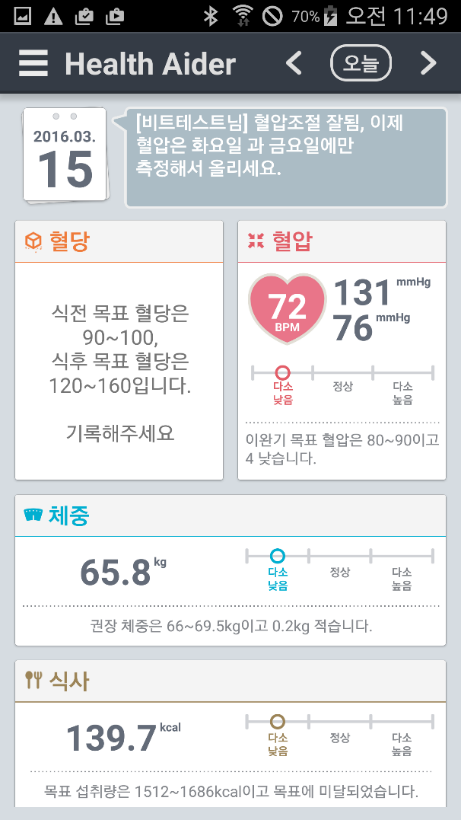 70% 오전 11:49
Health Aider 오늘
2016.03.
15
[비트테스트님] 혈압조절 잘됨, 이제
혈압은 화요일 과 금요일에만
측정해서 올리세요.
혈당
식전 목표 혈당은
90~100,
식후 목표 혈당은
120~160입니다.
기록해주세요
혈압
72
BPM
131 mmHg
76 mmHg
다소 정상 다소
낮음 높음
이완기 목표 혈압은 80~90이고
4 낮습니다.
체중
65.8 kg
다소 정상 다소
낮음 높음
권장 체중은 66~69.5kg이고 0.2kg 적습니다.
식사
139.7 kcal
다소 정상 다소
낮음 높음
목표 섭취량은 1512~1686kcal이고 목표에 미달되었습니다.